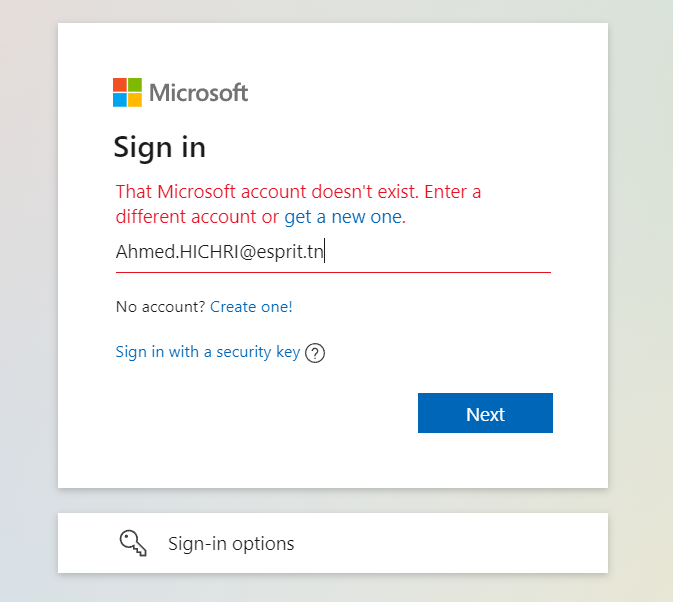 Microsoft
Sign in
That Microsoft account doesn't exist. Enter a
different account or get a new one.
Ahmed.HICHRI@esprit.tn
No account? Create one!
Sign in with a security key ?
Next
Sign-in options